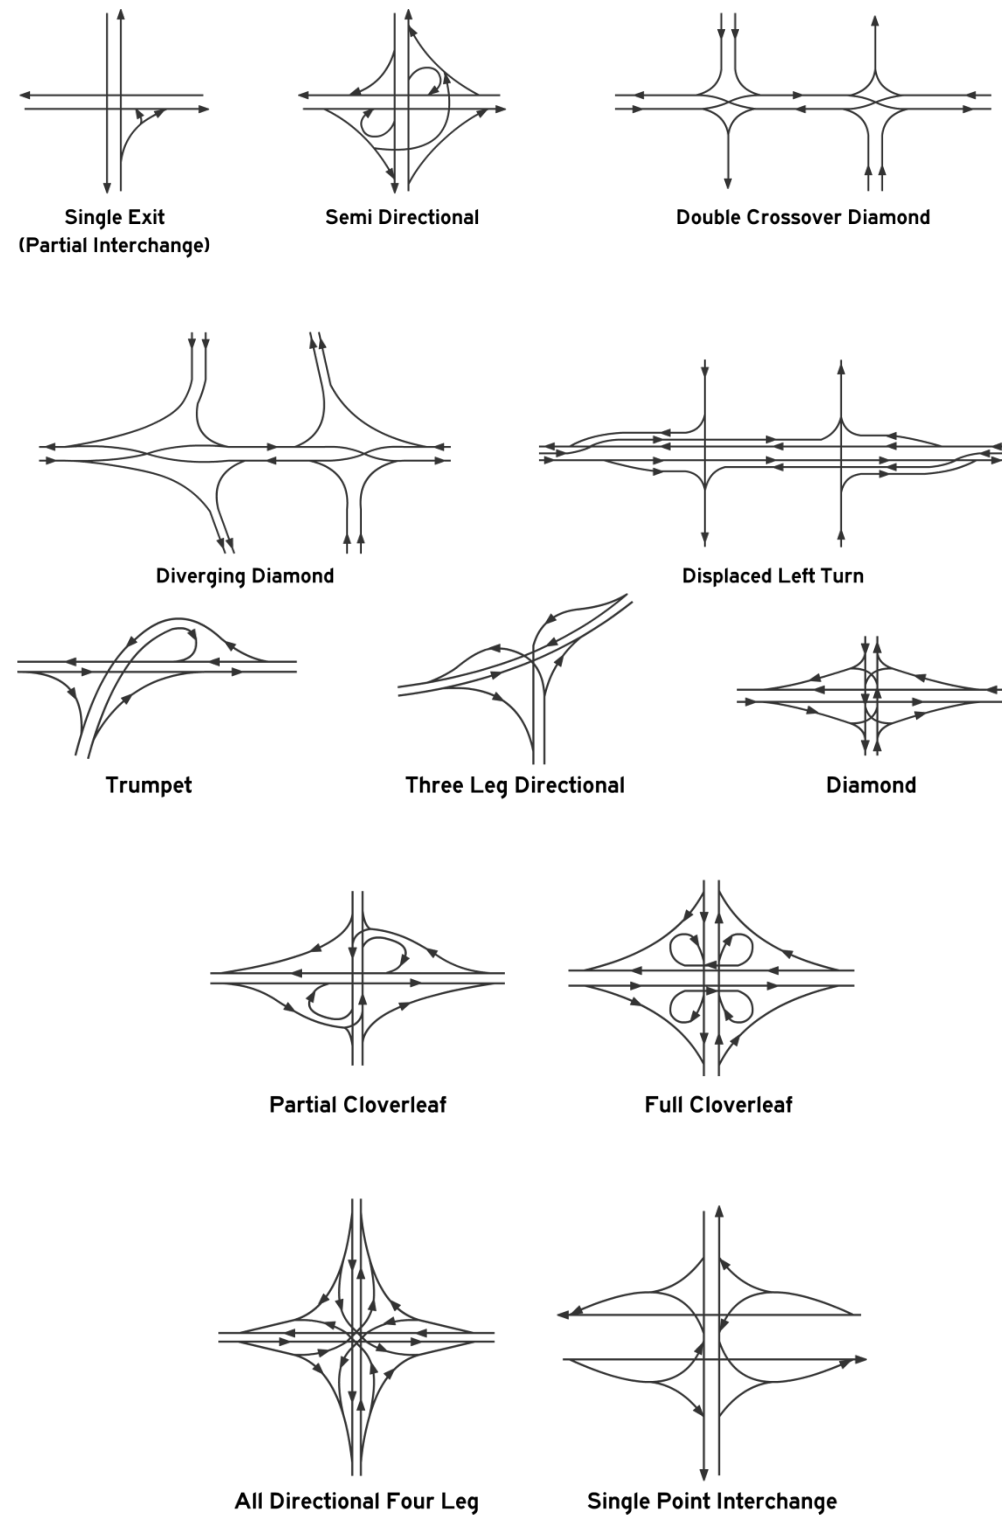 Single Exit
(Partial Interchange)
Semi Directional
Double Crossover Diamond
Diverging Diamond
Displaced Left Turn
Trumpet
Three Leg Directional
Diamond
Partial Cloverleaf
Full Cloverleaf
All Directional Four Leg
Single Point Interchange